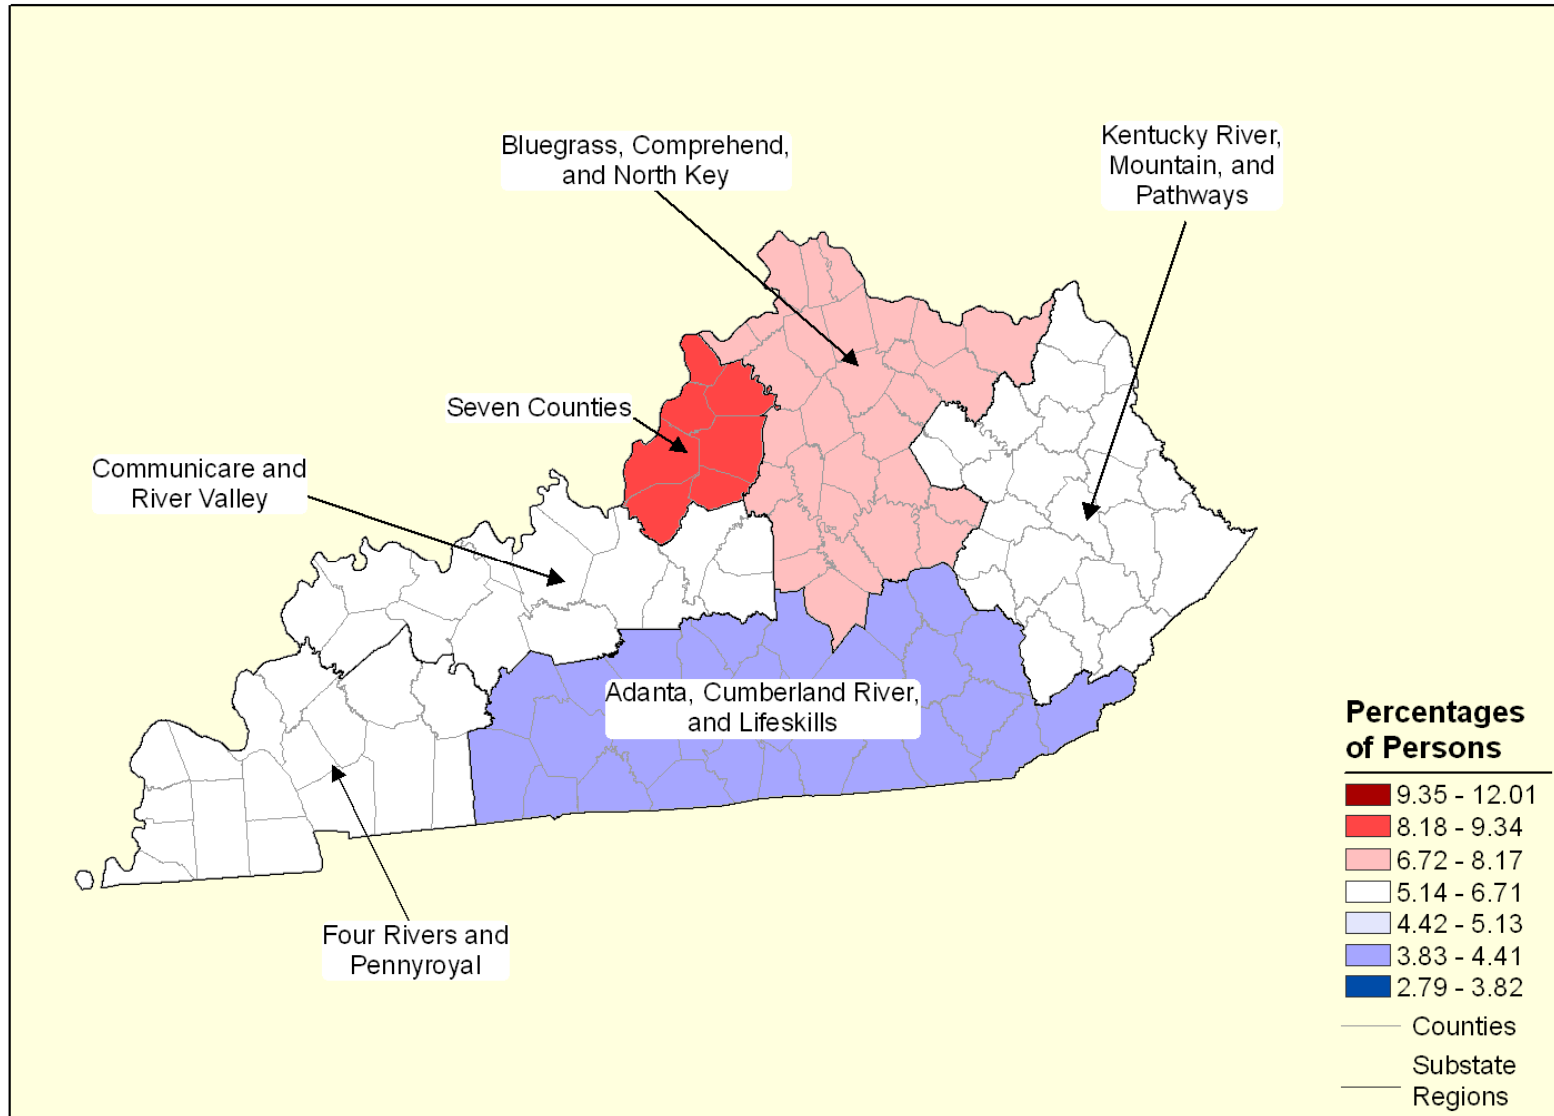 Bluegrass, Comprehend,
and North Key
Kentucky River,
Mountain, and
Pathways
Seven Counties
Communicare and
River Valley
Adanta, Cumberland River,
and Lifeskills
Four Rivers and
Pennyroyal
Percentages
of Persons
9.35 - 12.01
8.18 - 9.34
6.72 - 8.17
5.14 - 6.71
4.42 - 5.13
3.83 - 4.41
2.79 - 3.82
Counties
Substate
Regions